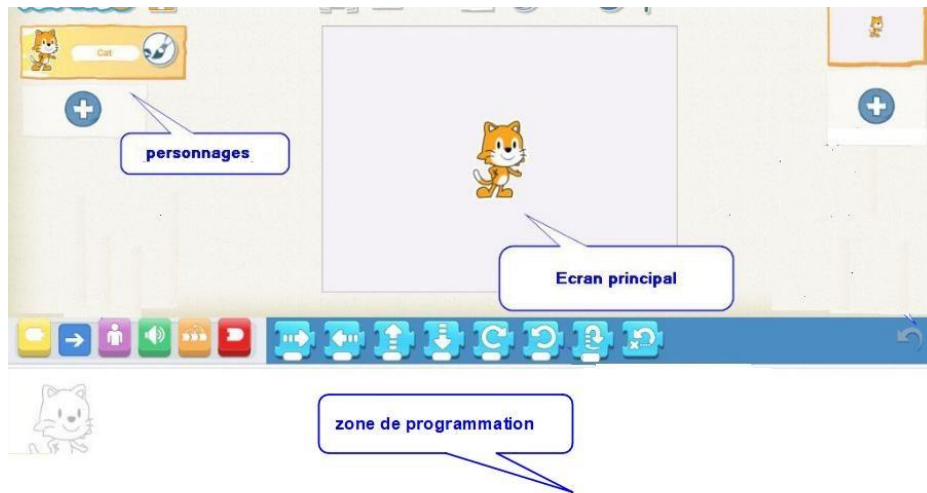 Cat
personnages
Ecran principal
zone de programmation